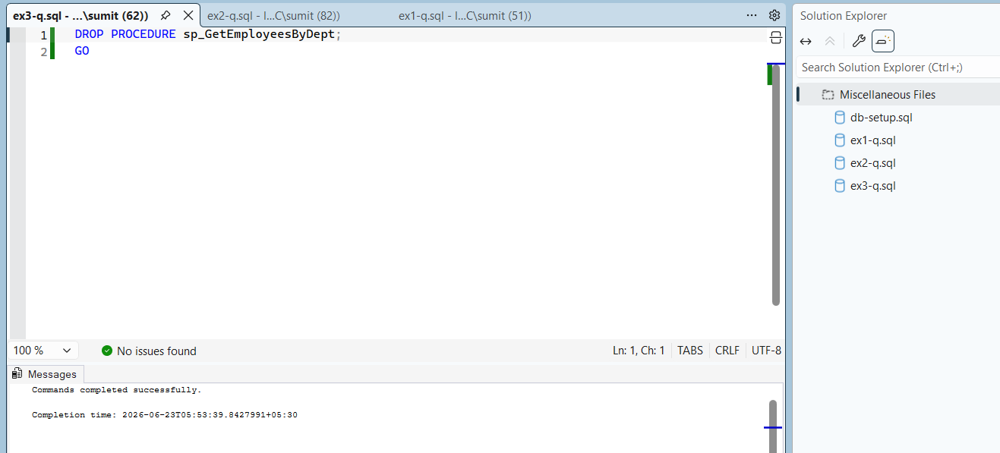 ex3-q.sql - ...\sumit (62))
ex2-q.sql - I...C\sumit (82))
ex1-q.sql - I...C\sumit (51))
1 DROP PROCEDURE sp_GetEmployeesByDept;
2 GO
100 %
No issues found
Ln: 1, Ch: 1
TABS
CRLF
UTF-8
Messages
Commands completed successfully.
Completion time: 2026-06-23T05:53:39.8427991+05:30
Solution Explorer
Search Solution Explorer (Ctrl+;)
Miscellaneous Files
db-setup.sql
ex1-q.sql
ex2-q.sql
ex3-q.sql